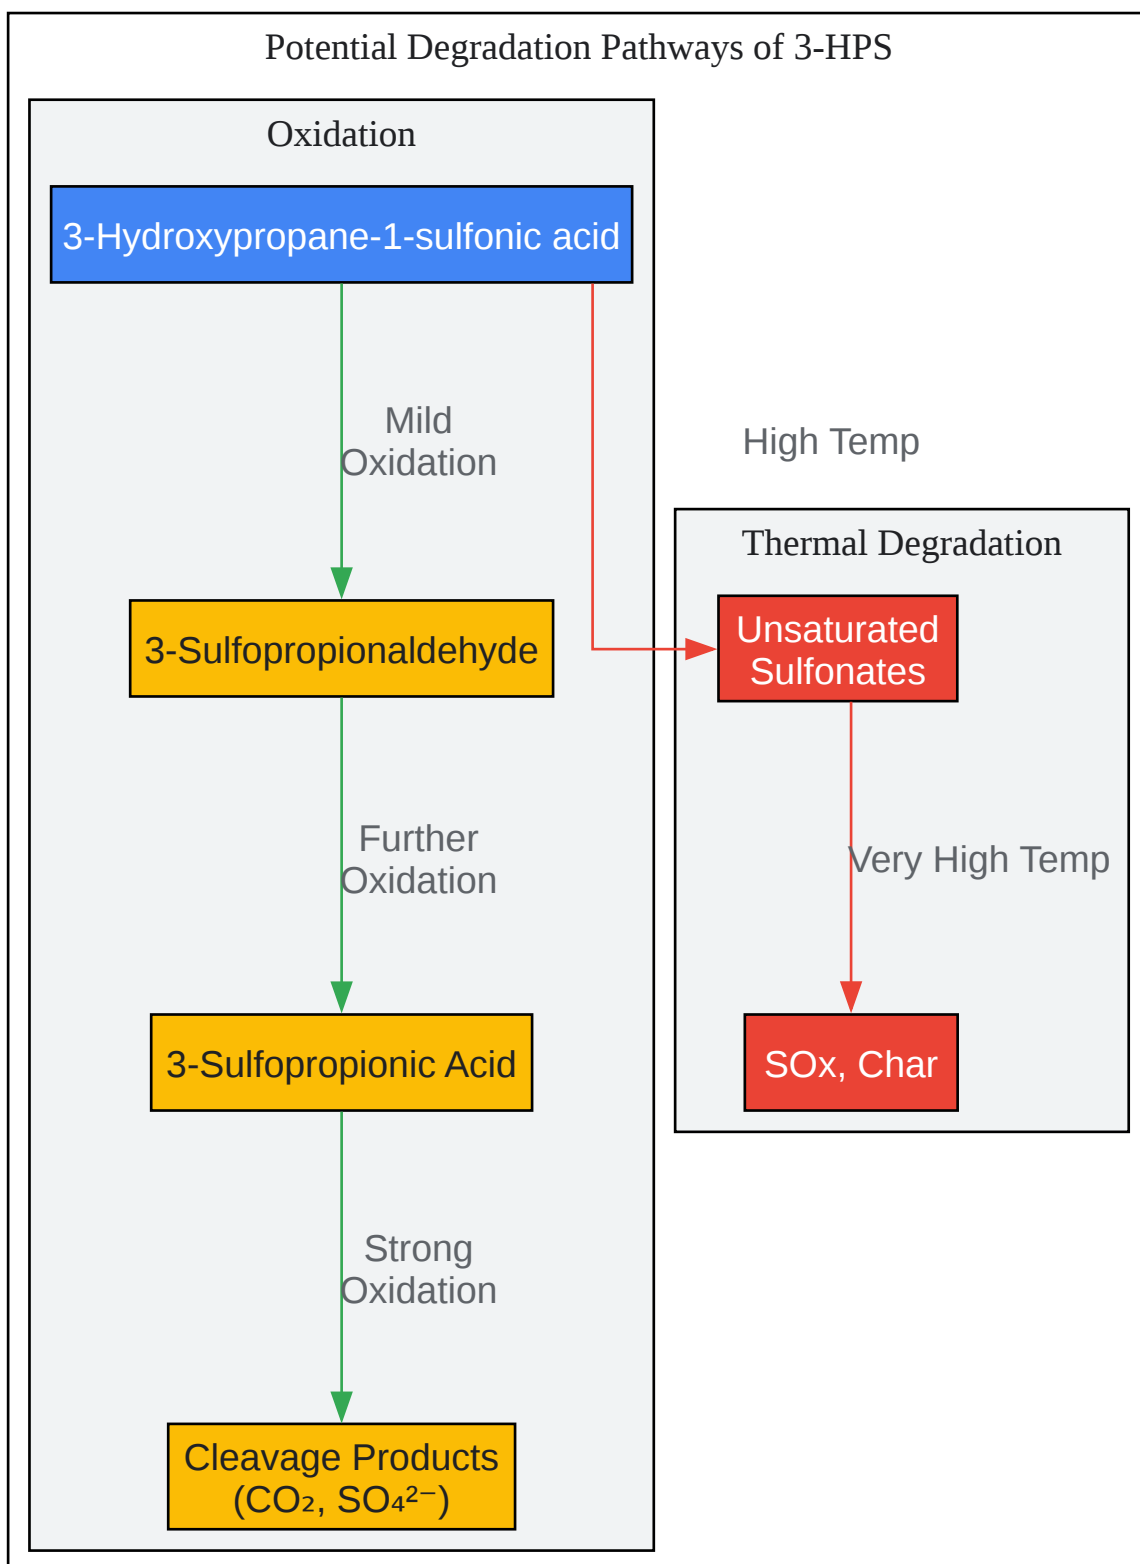 Potential Degradation Pathways of 3-HPS
Oxidation
3-Hydroxypropane-1-sulfonic acid
Mild
Oxidation
High Temp
Thermal Degradation
3-Sulfopropionaldehyde
Unsaturated
Sulfonates
Further
Oxidation
Very High Temp
3-Sulfopropionic Acid
SOx, Char
Strong
Oxidation
Cleavage Products
(CO₂, SO₄²⁻)